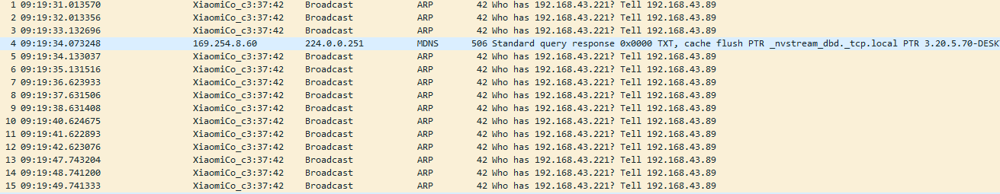 1 09:19:31.013570 XiaomiCo_c3:37:42 Broadcast ARP 42 Who has 192.168.43.221? Tell 192.168.43.89
2 09:19:32.013356 XiaomiCo_c3:37:42 Broadcast ARP 42 Who has 192.168.43.221? Tell 192.168.43.89
3 09:19:33.132696 XiaomiCo_c3:37:42 Broadcast ARP 42 Who has 192.168.43.221? Tell 192.168.43.89
4 09:19:34.073248 169.254.8.60 224.0.0.251 MDNS 506 Standard query response 0x0000 TXT, cache flush PTR _nvstream_dbd._tcp.local PTR 3.20.5.70-DESK
5 09:19:34.133037 XiaomiCo_c3:37:42 Broadcast ARP 42 Who has 192.168.43.221? Tell 192.168.43.89
6 09:19:35.131516 XiaomiCo_c3:37:42 Broadcast ARP 42 Who has 192.168.43.221? Tell 192.168.43.89
7 09:19:36.623933 XiaomiCo_c3:37:42 Broadcast ARP 42 Who has 192.168.43.221? Tell 192.168.43.89
8 09:19:37.631506 XiaomiCo_c3:37:42 Broadcast ARP 42 Who has 192.168.43.221? Tell 192.168.43.89
9 09:19:38.631408 XiaomiCo_c3:37:42 Broadcast ARP 42 Who has 192.168.43.221? Tell 192.168.43.89
10 09:19:40.624675 XiaomiCo_c3:37:42 Broadcast ARP 42 Who has 192.168.43.221? Tell 192.168.43.89
11 09:19:41.622893 XiaomiCo_c3:37:42 Broadcast ARP 42 Who has 192.168.43.221? Tell 192.168.43.89
12 09:19:42.623076 XiaomiCo_c3:37:42 Broadcast ARP 42 Who has 192.168.43.221? Tell 192.168.43.89
13 09:19:47.743204 XiaomiCo_c3:37:42 Broadcast ARP 42 Who has 192.168.43.221? Tell 192.168.43.89
14 09:19:48.741200 XiaomiCo_c3:37:42 Broadcast ARP 42 Who has 192.168.43.221? Tell 192.168.43.89
15 09:19:49.741333 XiaomiCo_c3:37:42 Broadcast ARP 42 Who has 192.168.43.221? Tell 192.168.43.89